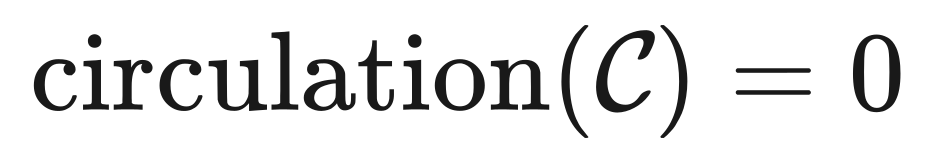 circulation(𝒞) = 0